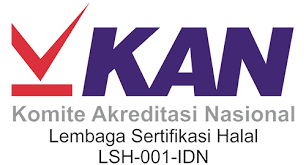 KAN
Komite Akreditasi Nasional
Lembaga Sertifikasi Halal
LSH-001-IDN